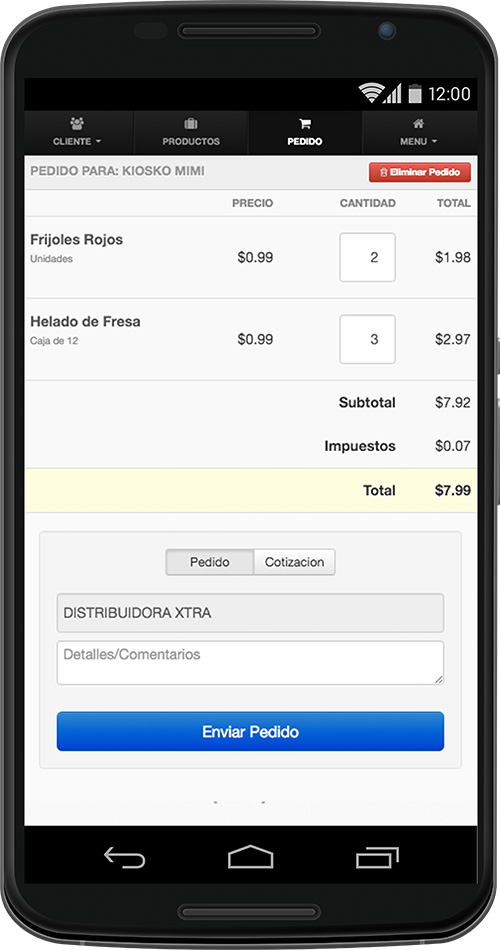 12:00
CLIENTE PRODUCTOS PEDIDO MENU
PEDIDO PARA: KIOSKO MIMI Eliminar Pedido
PRECIO CANTIDAD TOTAL
Frijoles Rojos
Unidades $0.99 2 $1.98
Helado de Fresa
Caja de 12 $0.99 3 $2.97
Subtotal $7.92
Impuestos $0.07
Total $7.99
Pedido Cotizacion
DISTRIBUIDORA XTRA
Detalles/Comentarios
Enviar Pedido